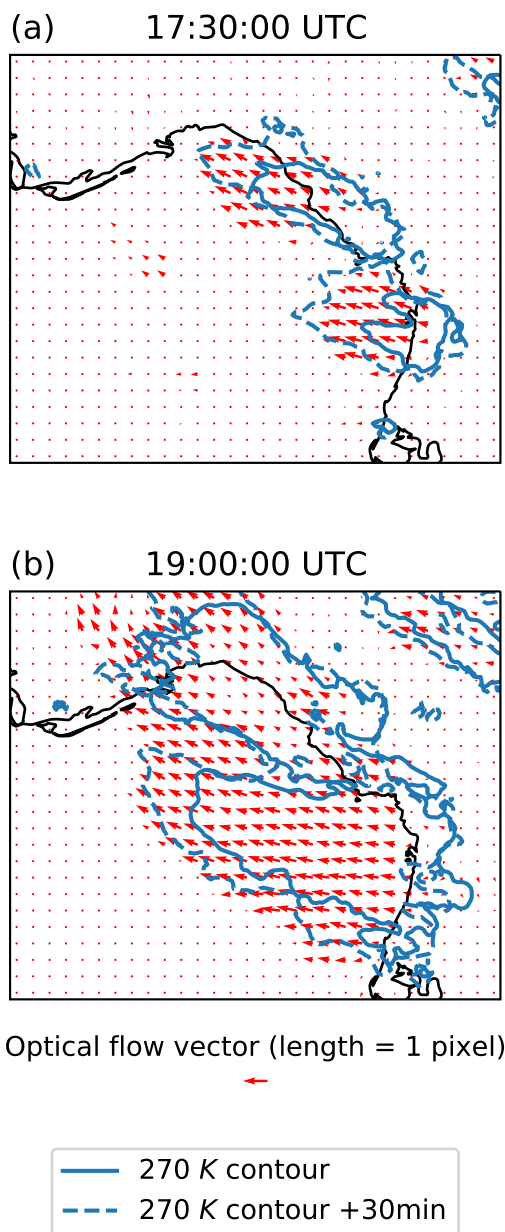 (a) 17:30:00 UTC
(b) 19:00:00 UTC
Optical flow vector (length = 1 pixel)
270 K contour
270 K contour +30min